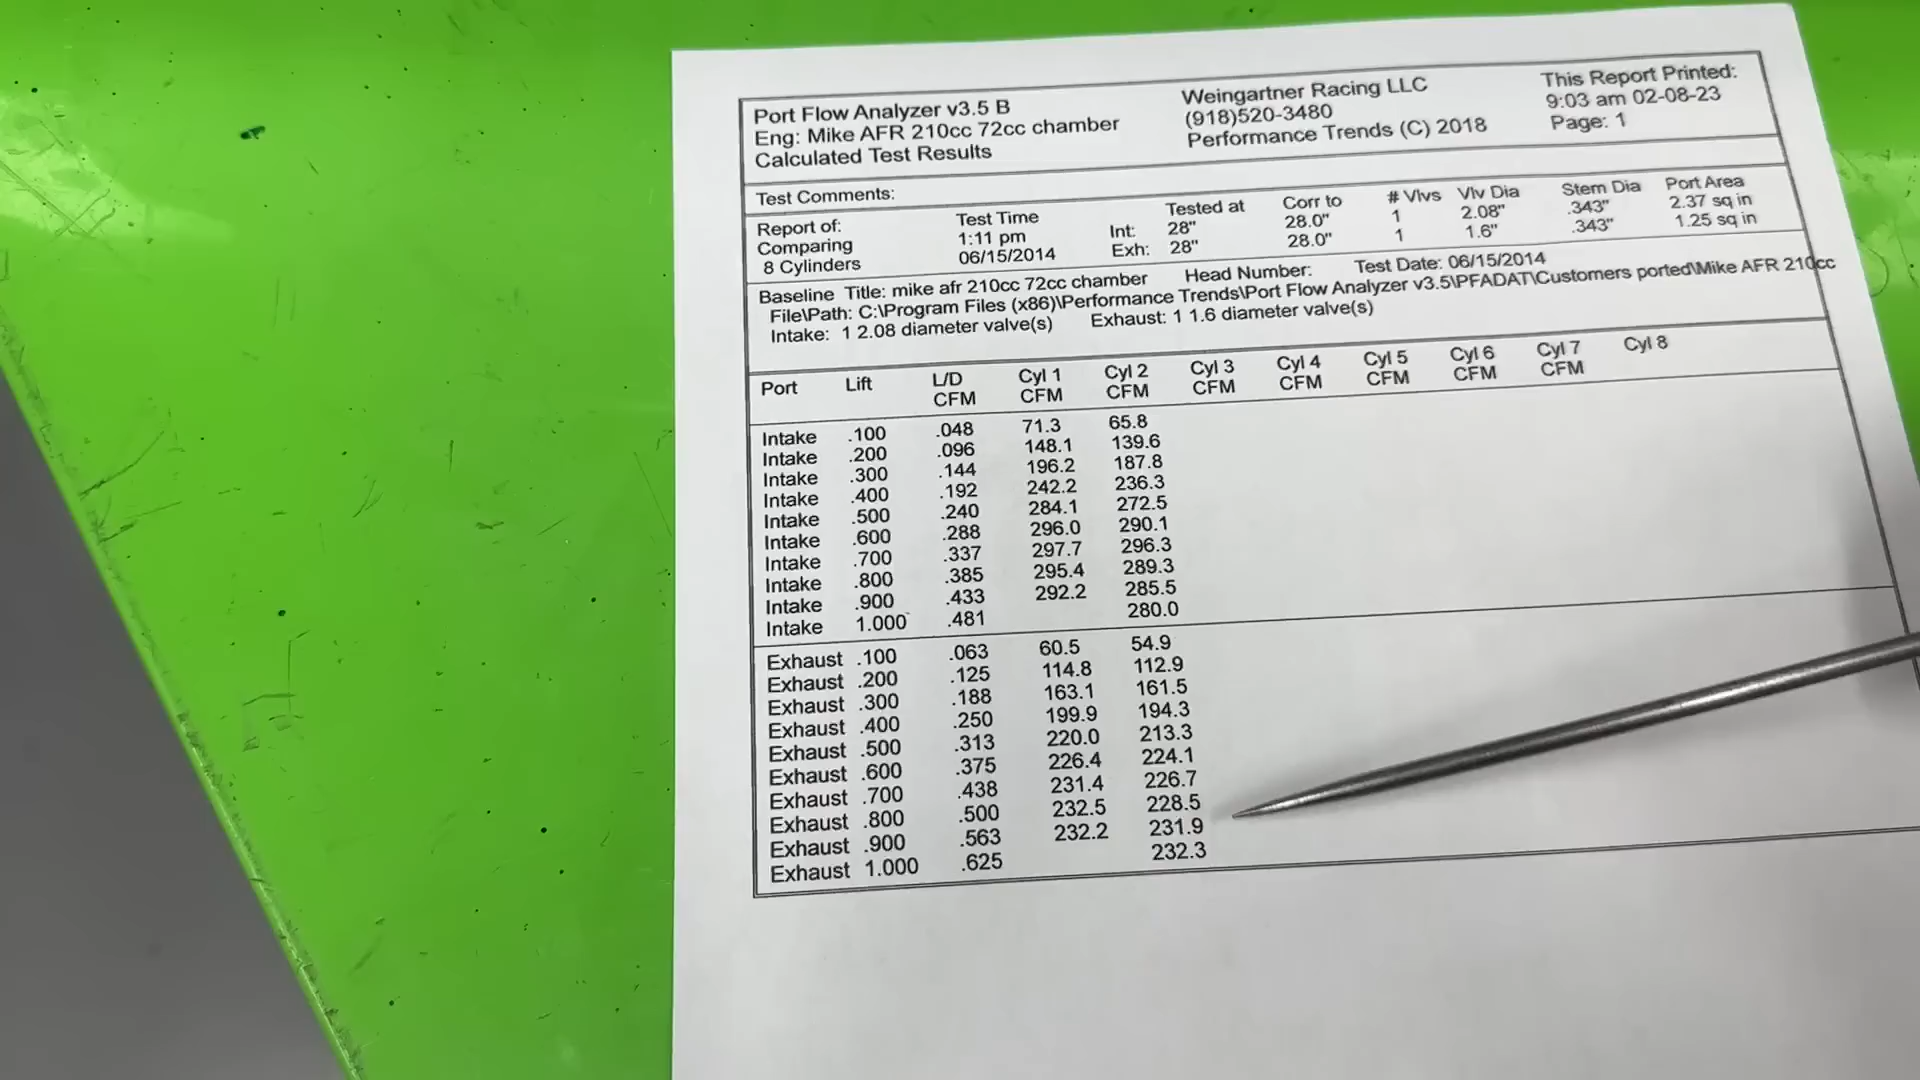 Port Flow Analyzer v3.5 B Weingartner Racing LLC This Report Printed:
Eng: Mike AFR 210cc 72cc chamber (918)520-3480 9:03 am 02-08-23
Calculated Test Results Performance Trends (C) 2018 Page: 1
Test Comments:
Report of: Test Time Tested at Corr to # Vlvs Vlv Dia Stem Dia Port Area
Comparing 1:11 pm Int: 28" 28.0" 1 2.08" .343" 2.37 sq in
8 Cylinders 06/15/2014 Exh: 28" 28.0" 1 1.6" .343" 1.25 sq in
Baseline Title: mike afr 210cc 72cc chamber Head Number: Test Date: 06/15/2014
File\Path: C:\Program Files (x86)\Performance Trends\Port Flow Analyzer v3.5\PFADAT\Customers ported\Mike AFR 210cc
Intake: 1 2.08 diameter valve(s) Exhaust: 1 1.6 diameter valve(s)
Port Lift L/D Cyl 1 Cyl 2 Cyl 3 Cyl 4 Cyl 5 Cyl 6 Cyl 7 Cyl 8
CFM CFM CFM CFM CFM CFM CFM CFM
Intake .100 .048 71.3 65.8
Intake .200 .096 148.1 139.6
Intake .300 .144 196.2 187.8
Intake .400 .192 242.2 236.3
Intake .500 .240 284.1 272.5
Intake .600 .288 296.0 290.1
Intake .700 .337 297.7 296.3
Intake .800 .385 295.4 289.3
Intake .900 .433 292.2 285.5
Intake 1.000 .481 280.0
Exhaust .100 .063 60.5 54.9
Exhaust .200 .125 114.8 112.9
Exhaust .300 .188 163.1 161.5
Exhaust .400 .250 199.9 194.3
Exhaust .500 .313 220.0 213.3
Exhaust .600 .375 226.4 224.1
Exhaust .700 .438 231.4 226.7
Exhaust .800 .500 232.5 228.5
Exhaust .900 .563 232.2 231.9
Exhaust 1.000 .625 232.3